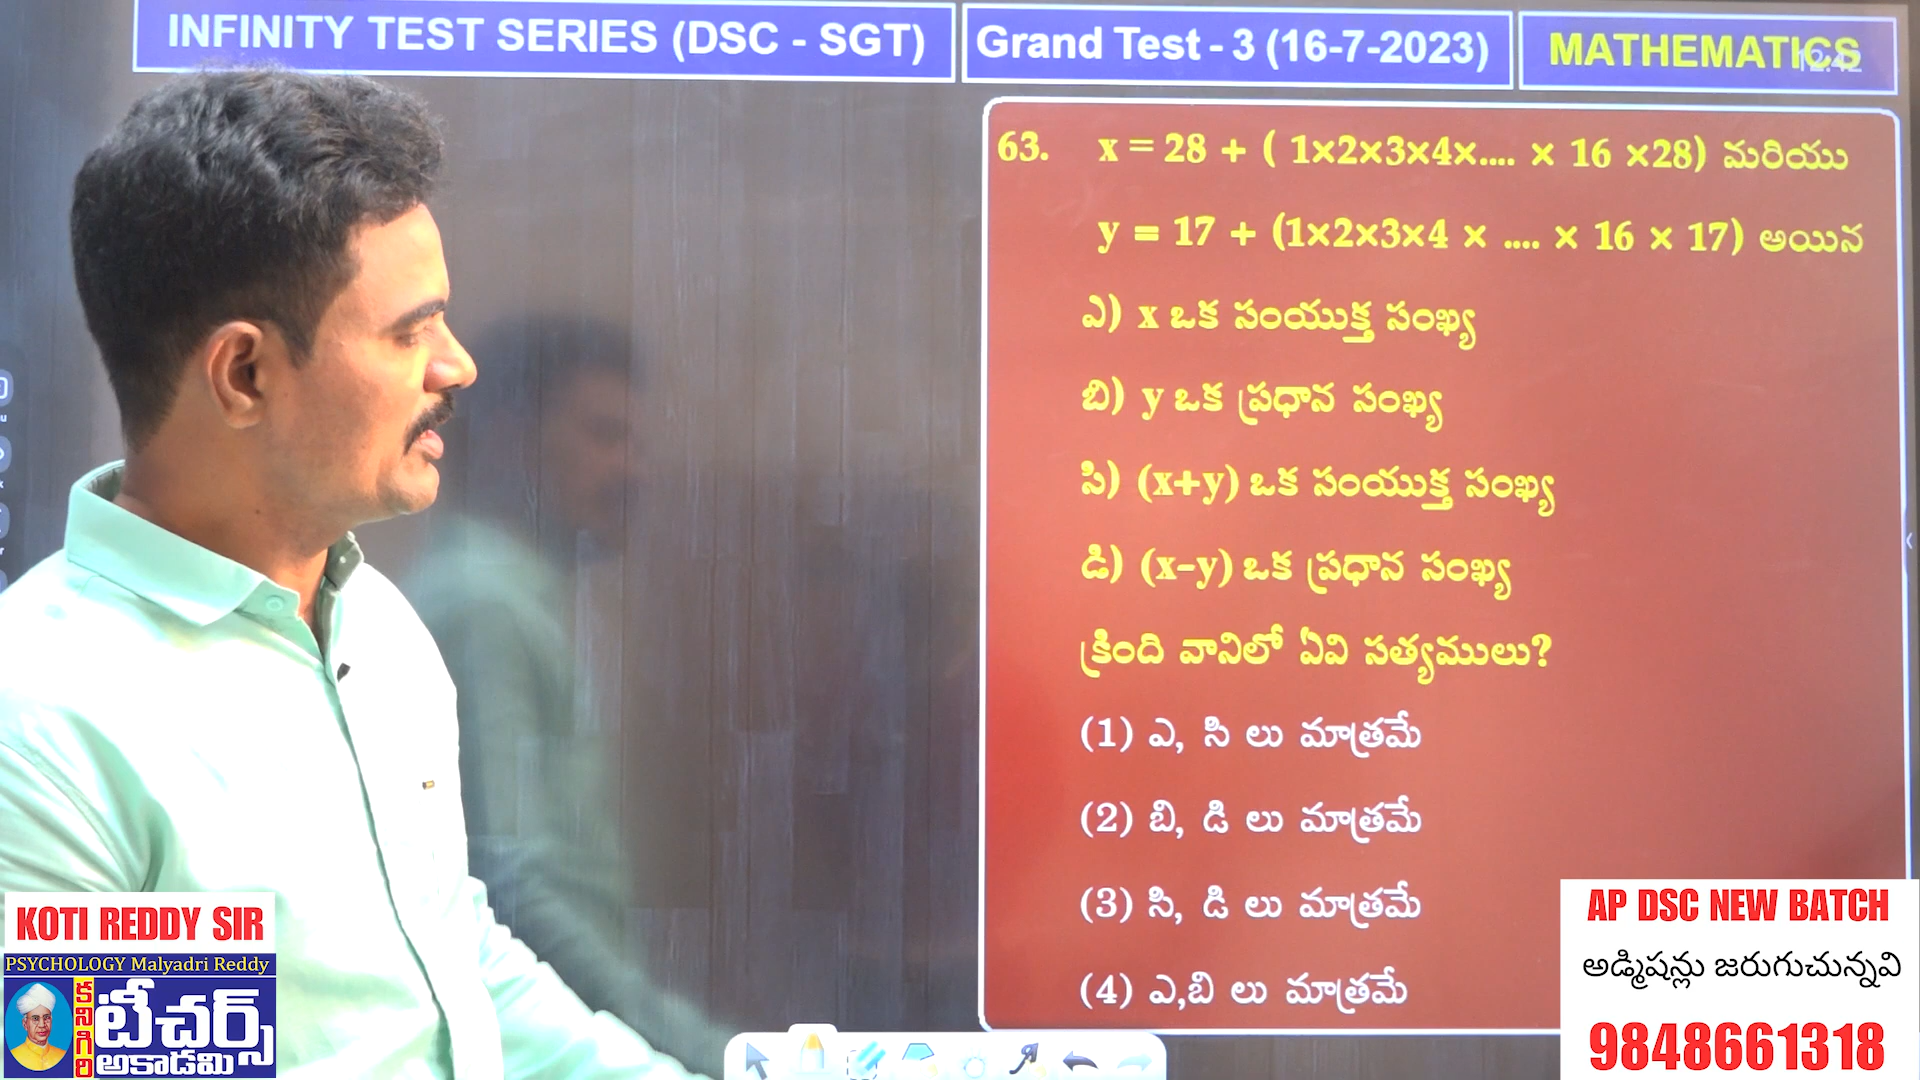 INFINITY TEST SERIES (DSC - SGT)
Grand Test - 3 (16-7-2023)
MATHEMATICS
12:42
63. x = 28 + ( 1×2×3×4×.... × 16 ×28) మరియు
y = 17 + (1×2×3×4 × .... × 16 × 17) అయిన
ఎ) x ఒక సంయుక్త సంఖ్య
బి) y ఒక ప్రధాన సంఖ్య
సి) (x+y) ఒక సంయుక్త సంఖ్య
డి) (x-y) ఒక ప్రధాన సంఖ్య
క్రింది వానిలో ఏవి సత్యములు?
(1) ఎ, సి లు మాత్రమే
(2) బి, డి లు మాత్రమే
(3) సి, డి లు మాత్రమే
(4) ఎ,బి లు మాత్రమే
KOTI REDDY SIR
PSYCHOLOGY Malyadri Reddy
కనిగిరి
టీచర్స్
అకాడమి
AP DSC NEW BATCH
అడ్మిషన్లు జరుగుచున్నవి
9848661318